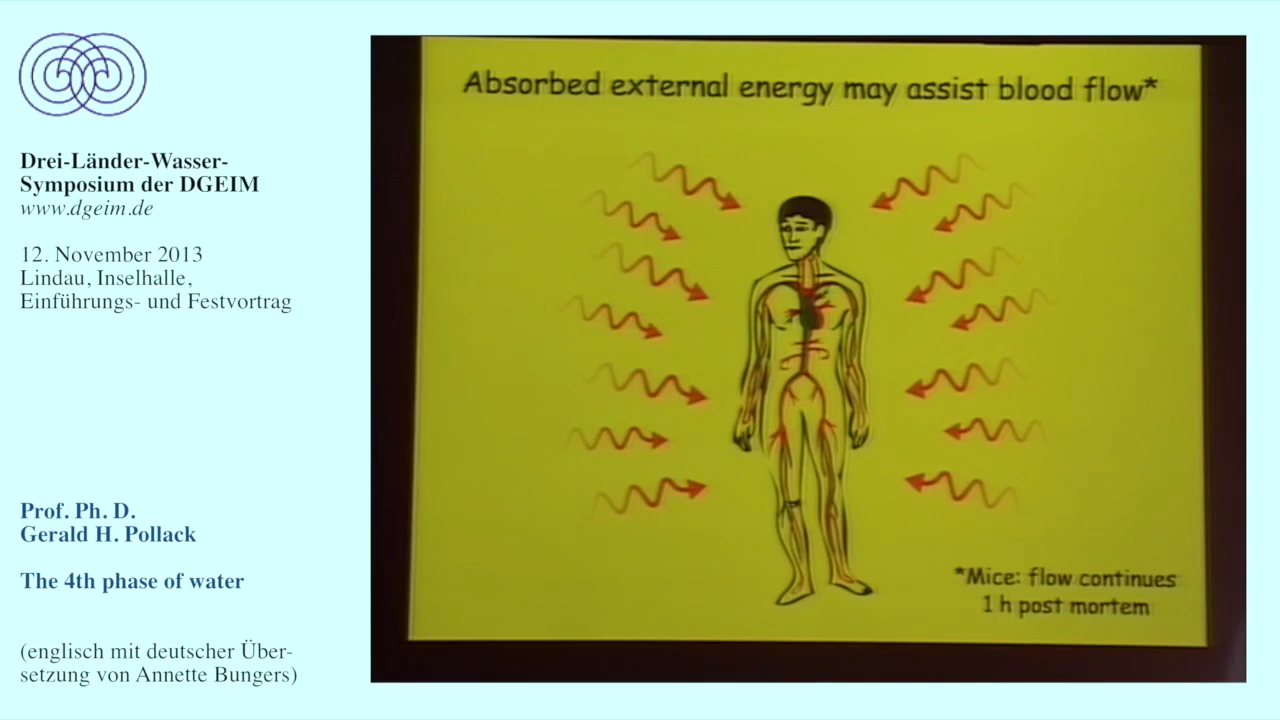 Drei-Länder-Wasser-
Symposium der DGEIM
www.dgeim.de
12. November 2013
Lindau, Inselhalle,
Einführungs- und Festvortrag
Prof. Ph. D.
Gerald H. Pollack
The 4th phase of water
(englisch mit deutscher Über-
setzung von Annette Bungers)
Absorbed external energy may assist blood flow*
*Mice: flow continues
1 h post mortem